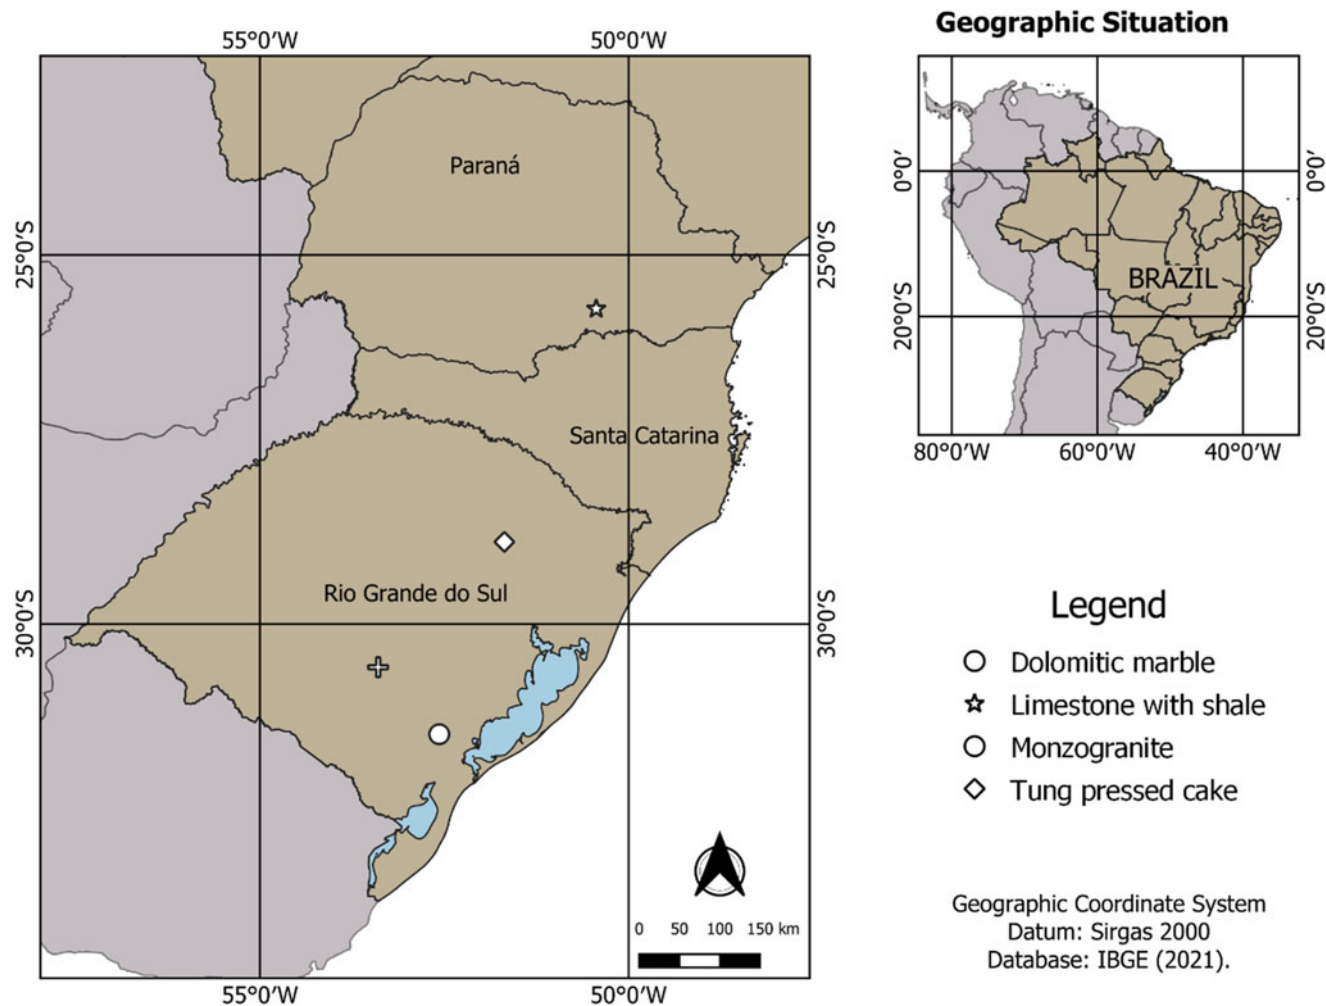 Geographic Situation
55°0'W 50°0'W
Paraná
25°0'S 25°0'S
Santa Catarina
Rio Grande do Sul
30°0'S 30°0'S
0 50 100 150 km
55°0'W 50°0'W
0°0' 0°0'
BRAZIL
20°0'S 20°0'S
80°0'W 60°0'W 40°0'W
Legend
Dolomitic marble
Limestone with shale
Monzogranite
Tung pressed cake
Geographic Coordinate System
Datum: Sirgas 2000
Database: IBGE (2021).